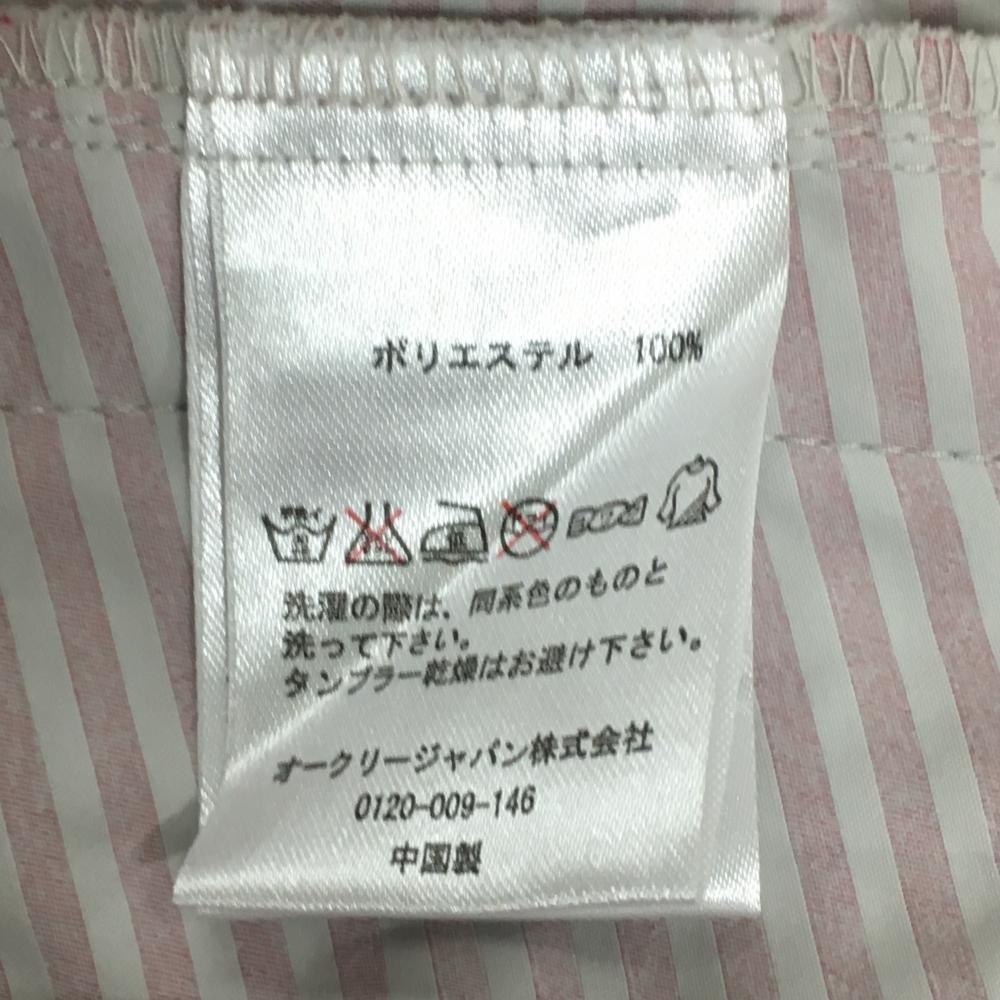 ポリエステル 100%
洗濯の際は、同系色のものと
洗って下さい。
タンブラー乾燥はお避け下さい。
オークリージャパン株式会社
0120-009-146
中国製